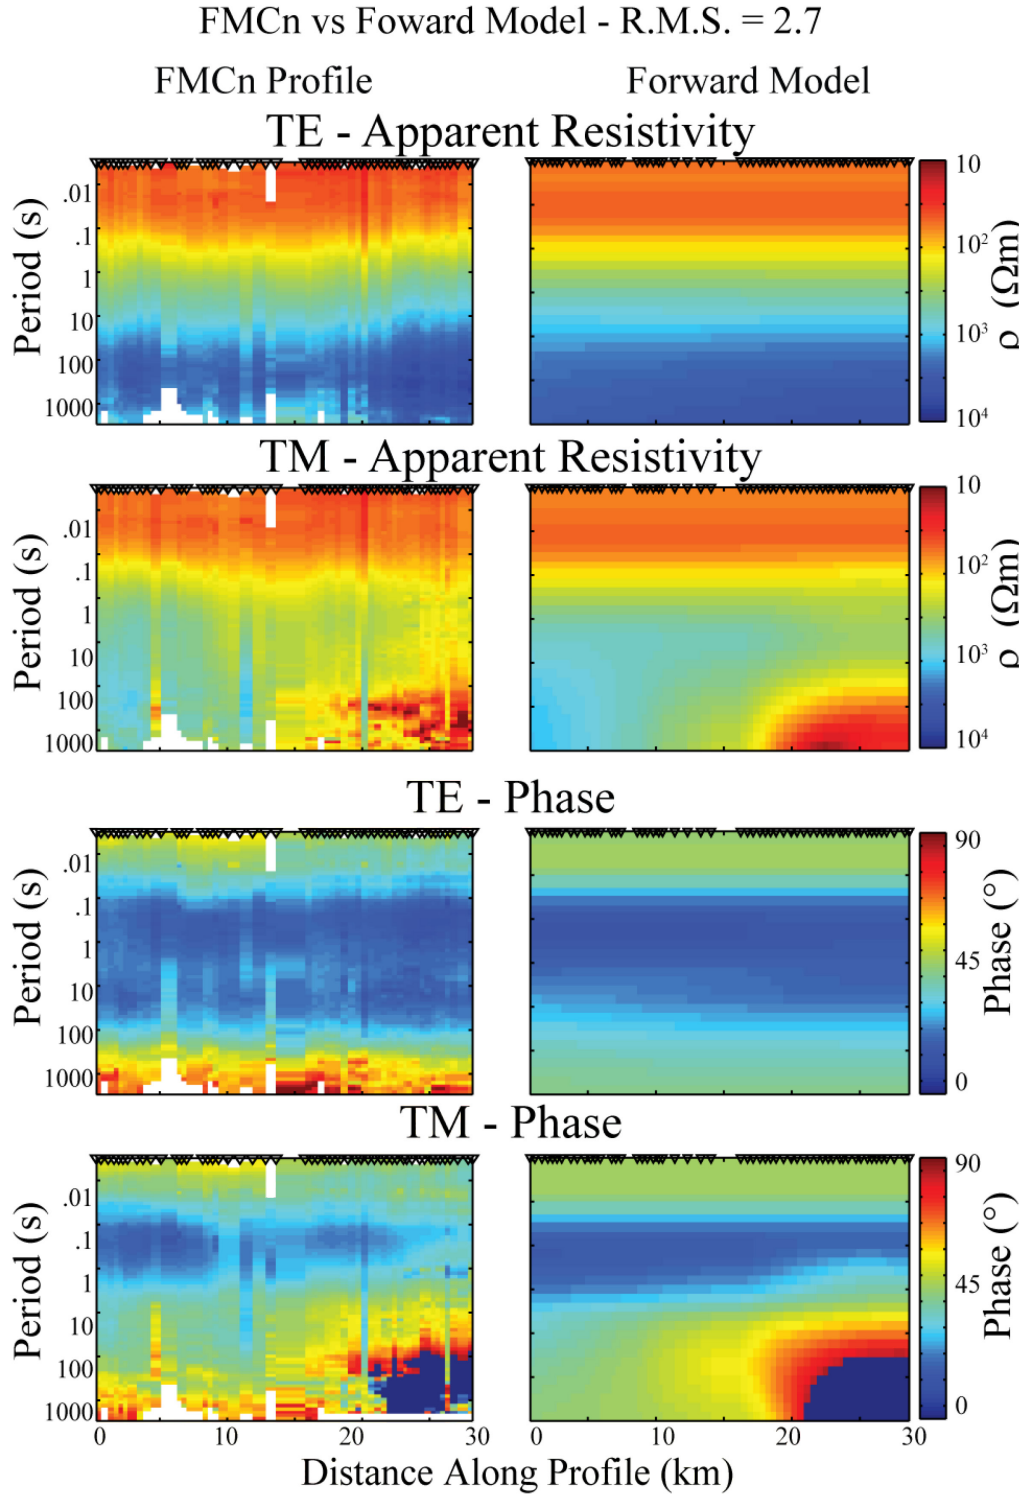 FMCn vs Foward Model - R.M.S. = 2.7
FMCn Profile
Forward Model
TE - Apparent Resistivity
Period (s)
.01
.1
1
10
100
1000
10
10²
10³
10⁴
ρ (Ωm)
TM - Apparent Resistivity
Period (s)
.01
.1
1
10
100
1000
10
10²
10³
10⁴
ρ (Ωm)
TE - Phase
Period (s)
.01
.1
1
10
100
1000
90
45
0
Phase (°)
TM - Phase
Period (s)
.01
.1
1
10
100
1000
90
45
0
Phase (°)
0 10 20 0 10 20 30
Distance Along Profile (km)